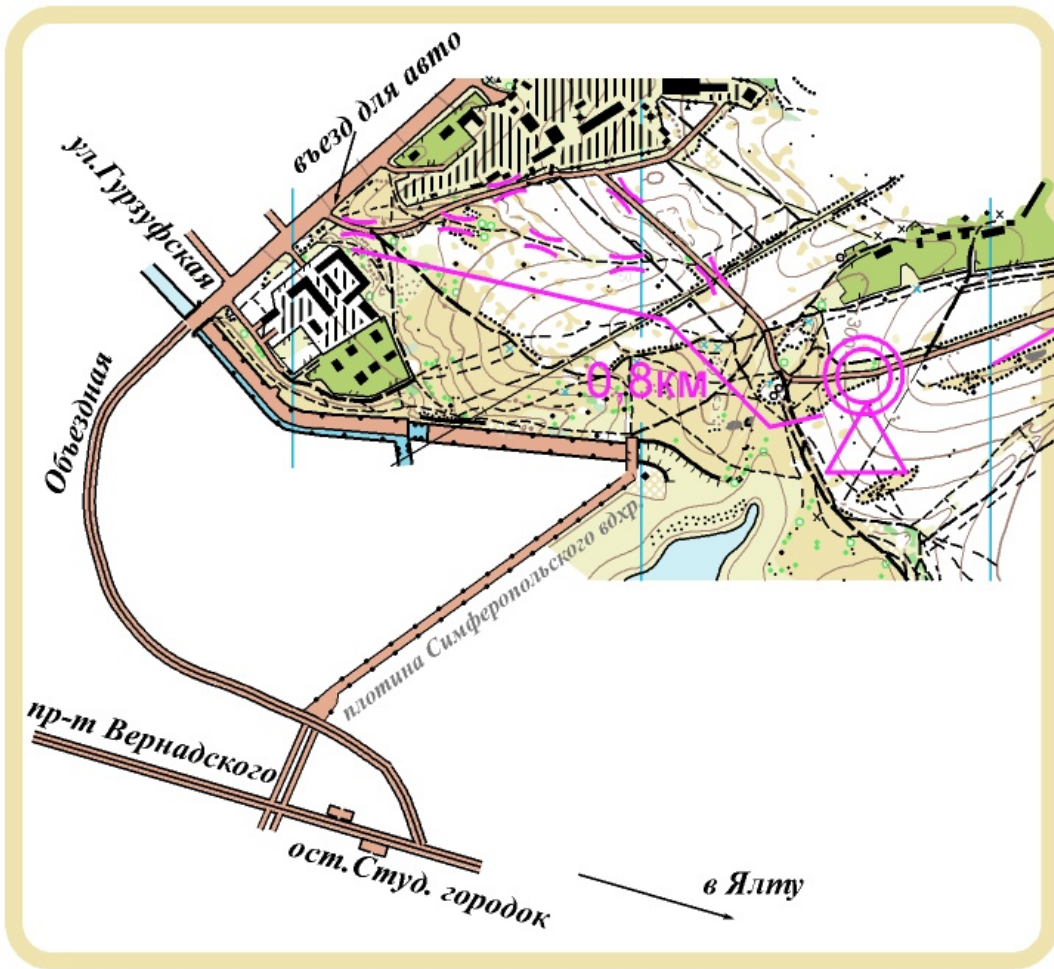 въезд для авто
ул.Гурзуфская
0,8км
Объездная
плотина Симферопольского вдхр.
пр-т Вернадского
ост.Студ. городок
в Ялту